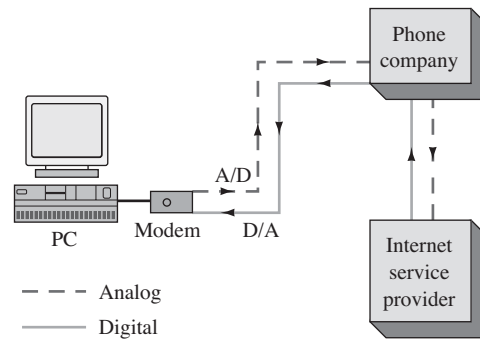 Phone
company
A/D
PC
Modem
D/A
Internet
service
provider
Analog
Digital